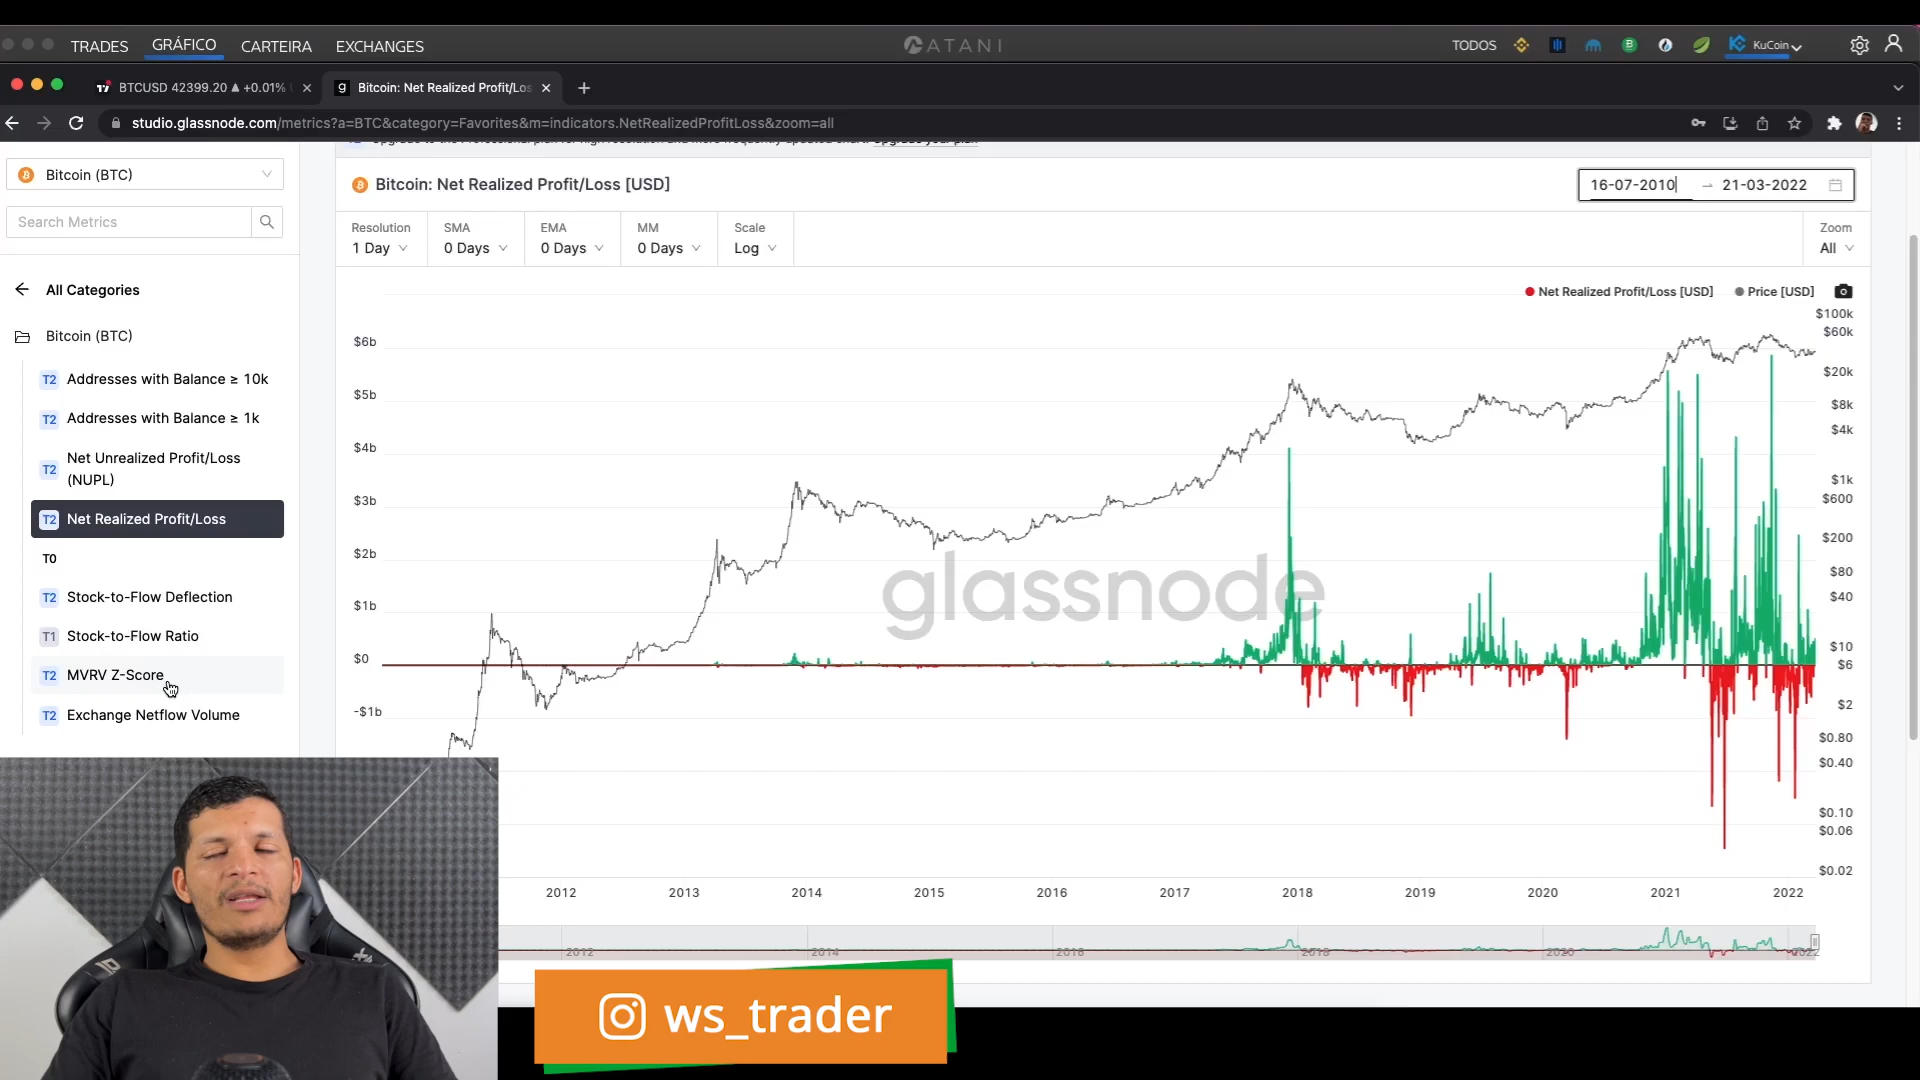 TRADES GRÁFICO CARTEIRA EXCHANGES ATANI TODOS KuCoin
BTCUSD 42399.20 ▲ +0.01% Bitcoin: Net Realized Profit/Los
studio.glassnode.com/metrics?a=BTC&category=Favorites&m=indicators.NetRealizedProfitLoss&zoom=all
Bitcoin (BTC)
Search Metrics
All Categories
Bitcoin (BTC)
T2 Addresses with Balance ≥ 10k
T2 Addresses with Balance ≥ 1k
T2 Net Unrealized Profit/Loss
(NUPL)
T2 Net Realized Profit/Loss
T0
T2 Stock-to-Flow Deflection
T1 Stock-to-Flow Ratio
T2 MVRV Z-Score
T2 Exchange Netflow Volume
Bitcoin: Net Realized Profit/Loss [USD]
16-07-2010 → 21-03-2022
Resolution SMA EMA MM Scale Zoom
1 Day 0 Days 0 Days 0 Days Log All
Net Realized Profit/Loss [USD] Price [USD]
$6b
$5b
$4b
$3b
$2b
$1b
$0
-$1b
$100k
$60k
$20k
$8k
$4k
$1k
$600
$200
$80
$40
$10
$6
$2
$0.80
$0.40
$0.10
$0.06
$0.02
glassnode
2012 2013 2014 2015 2016 2017 2018 2019 2020 2021 2022
2012 2014 2016 2018 2020 2022
ws_trader